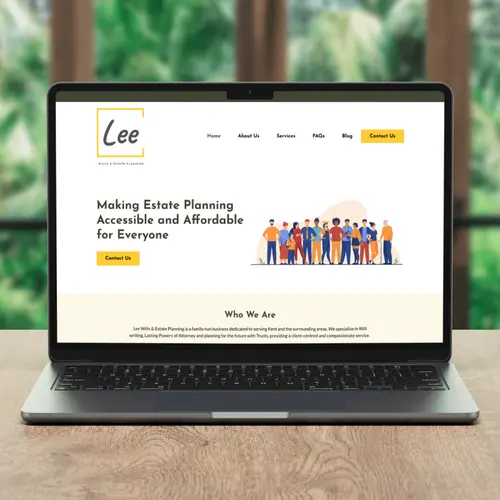 Lee
WILLS & ESTATE PLANNING
Home About Us Services FAQs Blog Contact Us
Making Estate Planning
Accessible and Affordable
for Everyone
Contact Us
Who We Are
Lee Wills & Estate Planning is a family-run business dedicated to serving Kent and the surrounding areas. We specialise in Will
writing, Lasting Powers of Attorney and planning for the future with Trusts, providing a client centred and compassionate service.